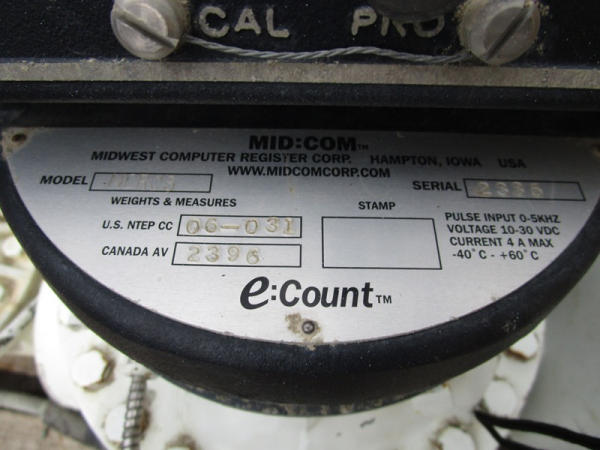 CAL PRO
MID:COM™
MIDWEST COMPUTER REGISTER CORP. HAMPTON, IOWA USA
WWW.MIDCOMCORP.COM
MODEL
SERIAL
WEIGHTS & MEASURES
STAMP
U.S. NTEP CC 06-031
CANADA AV 2396
PULSE INPUT 0-5KHZ
VOLTAGE 10-30 VDC
CURRENT 4 A MAX
-40°C - +60°C
e:Count™